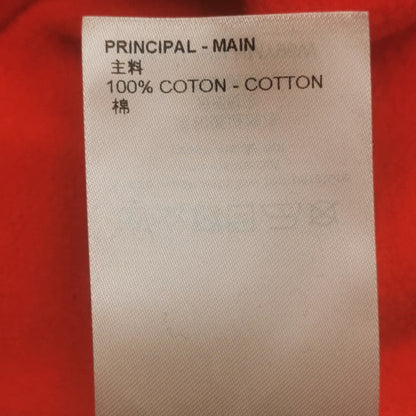 PRINCIPAL - MAIN
主料
100% COTON - COTTON
棉